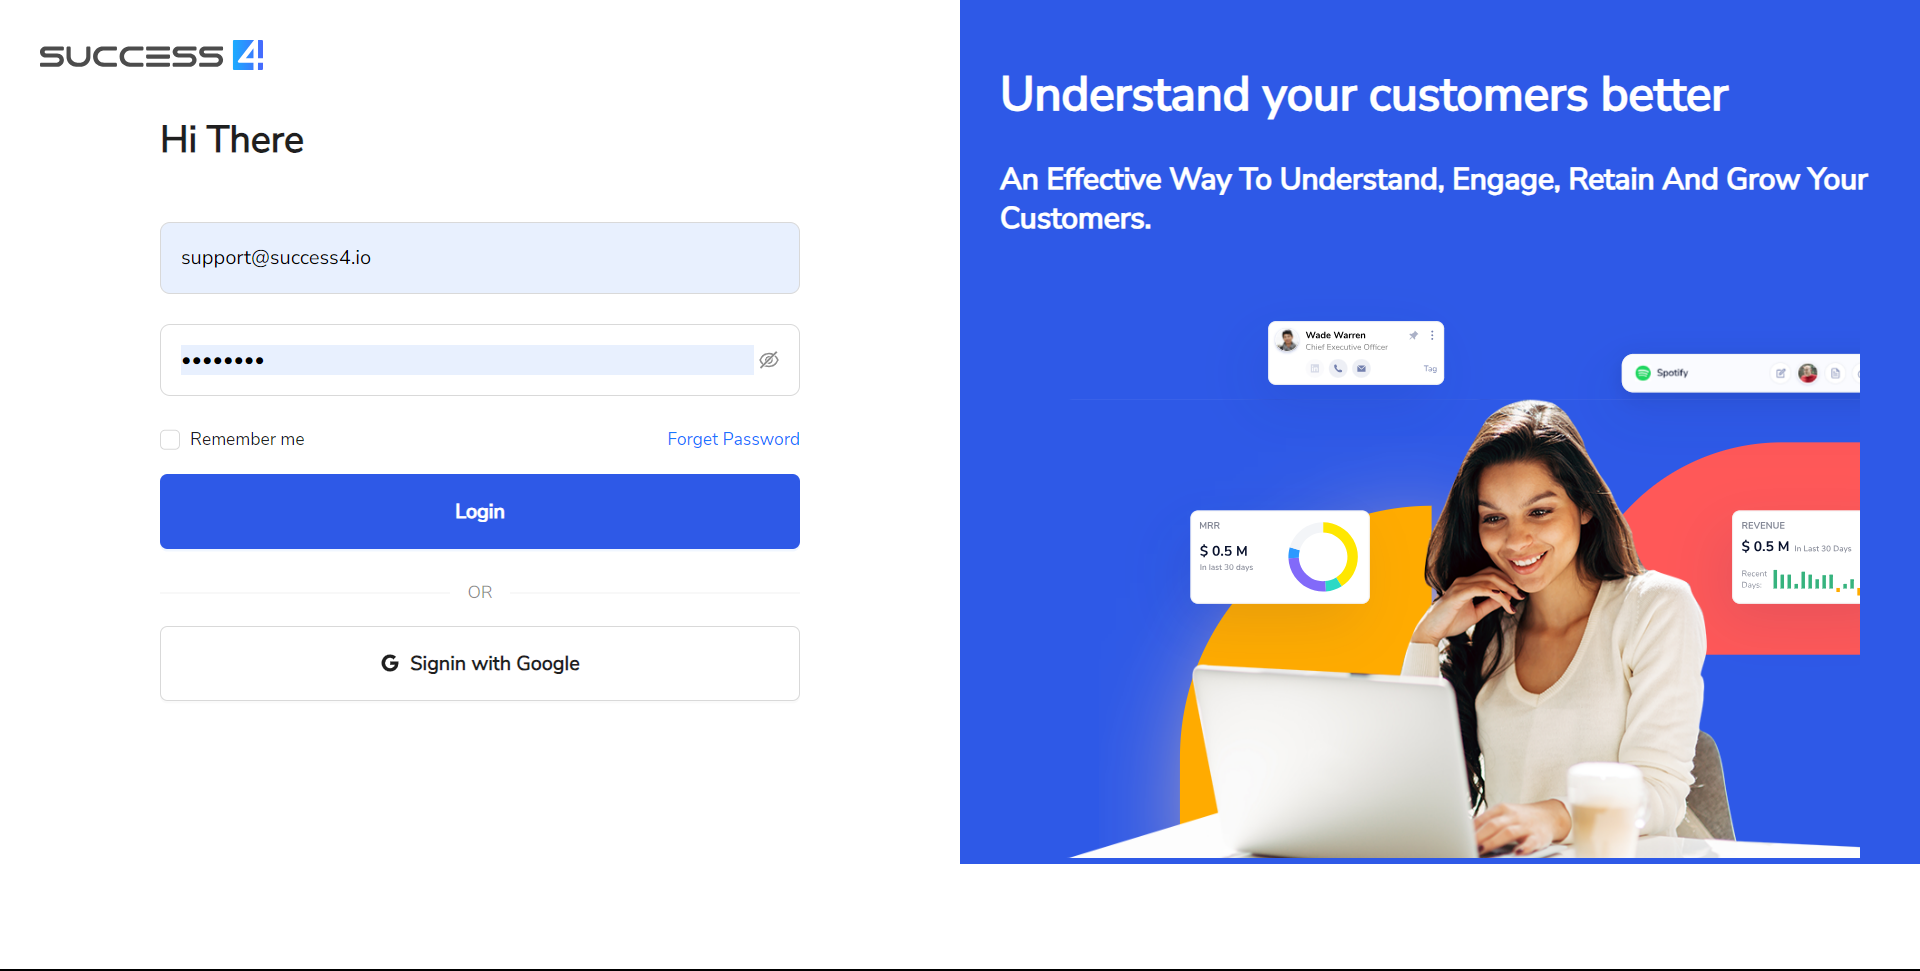 SUCCESS 4!
Hi There
support@success4.io
••••••••
Remember me
Forget Password
Login
OR
G Signin with Google
Understand your customers better
An Effective Way To Understand, Engage, Retain And Grow Your
Customers.
Wade Warren
Chief Executive Officer
Tag
Spotify
MRR
$ 0.5 M
In last 30 days
REVENUE
$ 0.5 M In Last 30 Days
Recent
Days: